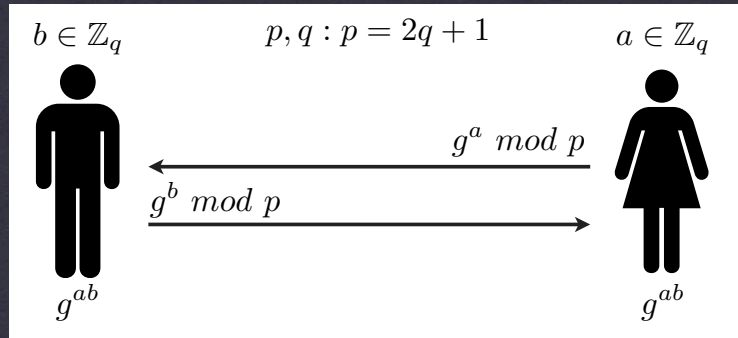 b ∈ ℤ_q
p, q : p = 2q + 1
a ∈ ℤ_q
g^a mod p
g^b mod p
g^{ab}
g^{ab}